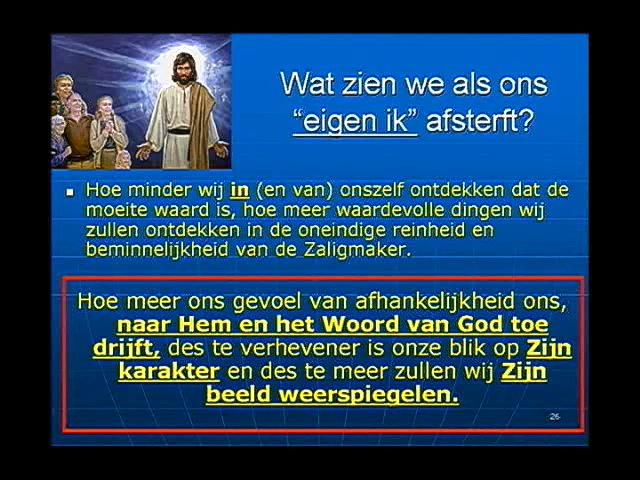 Wat zien we als ons
“eigen ik” afsterft?
Hoe minder wij in (en van) onszelf ontdekken dat de
moeite waard is, hoe meer waardevolle dingen wij
zullen ontdekken in de oneindige reinheid en
beminnelijkheid van de Zaligmaker.
Hoe meer ons gevoel van afhankelijkheid ons,
naar Hem en het Woord van God toe
drijft, des te verhevener is onze blik op Zijn
karakter en des te meer zullen wij Zijn
beeld weerspiegelen.
26